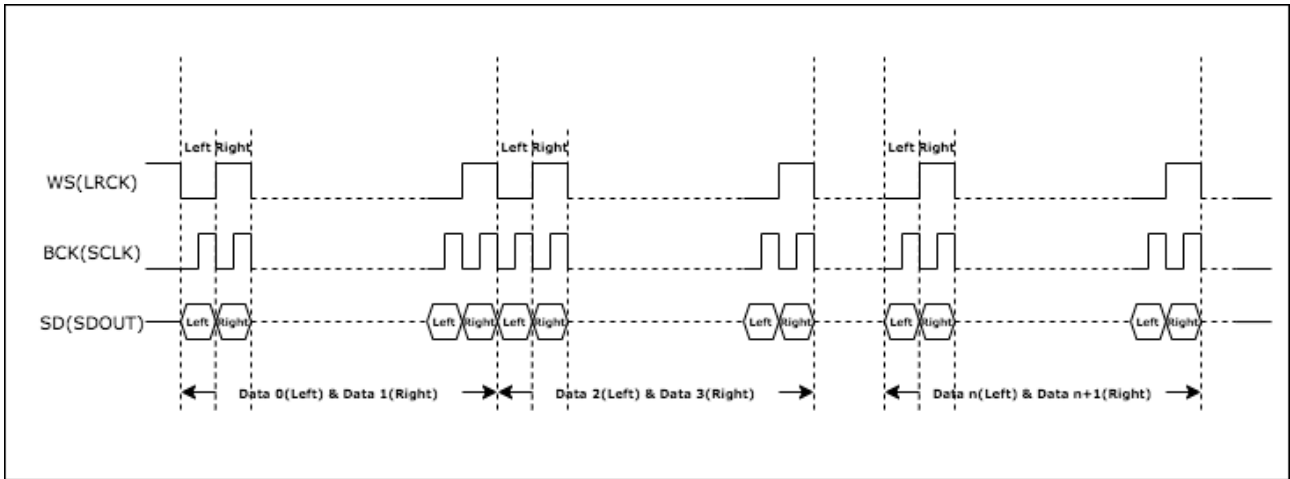 Left Right Left Right Left Right
WS(LRCK)
BCK(SCLK)
SD(SDOUT) Left Right Left Right Left Right Left Right Left Right Left Right
Data 0(Left) & Data 1(Right) Data 2(Left) & Data 3(Right) Data n(Left) & Data n+1(Right)